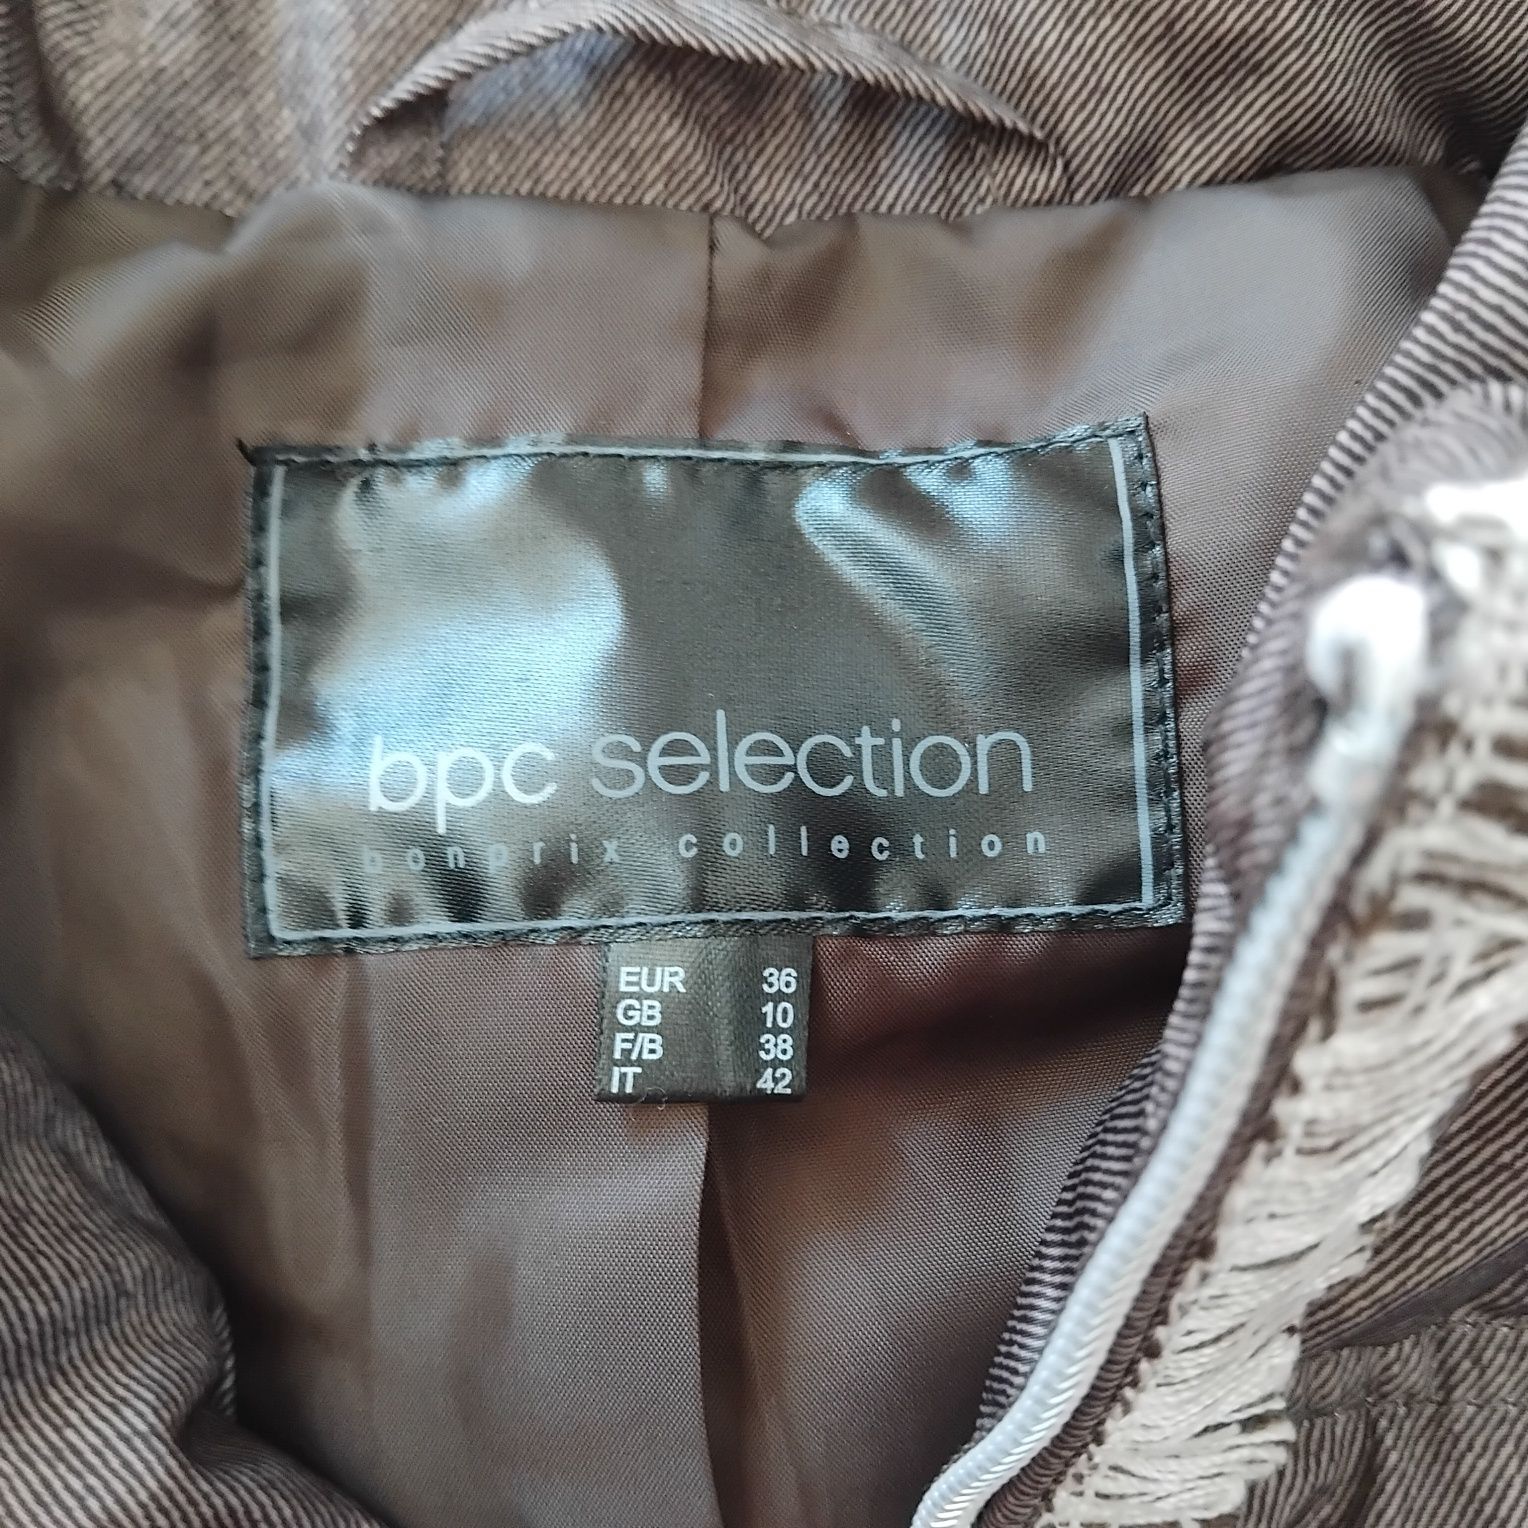 bpc selection
bonprix collection
EUR 36
GB 10
F/B 38
IT 42